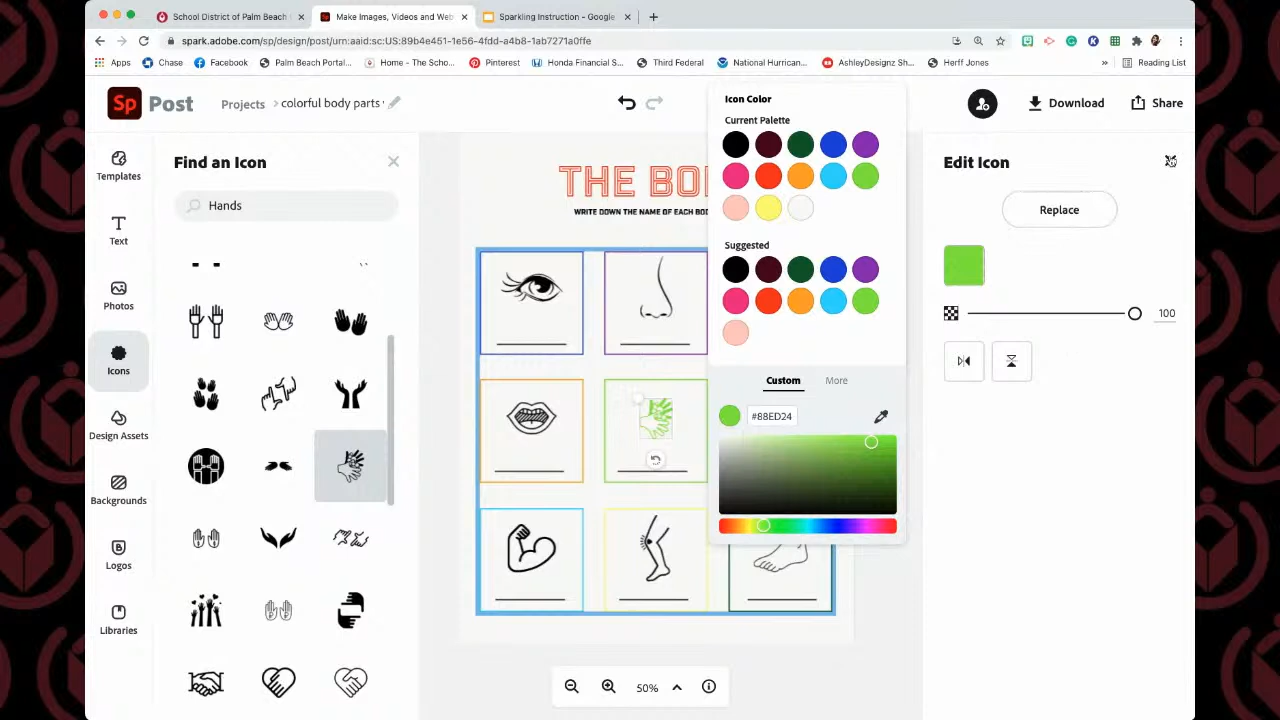 School District of Palm Beach
Make Images, Videos and Web
Sparkling Instruction - Google
spark.adobe.com/sp/design/post/urn:aaid:sc:US:89b4e451-1e56-4fdd-a4b8-1ab7271a0ffe
Apps
Chase
Facebook
Palm Beach Portal...
Home - The Scho...
Pinterest
Honda Financial S...
Third Federal
National Hurrican...
AshleyDesignz Sh...
Herff Jones
»
Reading List
Sp
Post
Projects
colorful body parts
Download
Share
Templates
Text
Photos
Icons
Design Assets
Backgrounds
Logos
Libraries
Find an Icon
Hands
THE BO
WRITE DOWN THE NAME OF EACH BO
50%
Icon Color
Current Palette
Suggested
Custom
More
#88ED24
Edit Icon
Replace
100